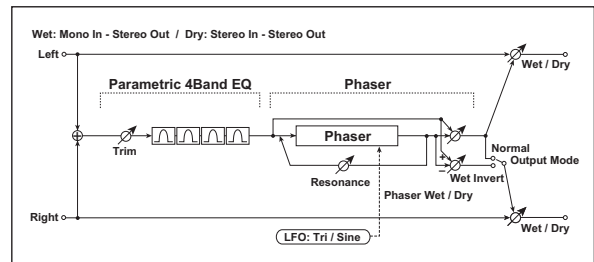 Wet: Mono In - Stereo Out / Dry: Stereo In - Stereo Out
Left
Wet / Dry
Parametric 4Band EQ
Phaser
+
Trim
Phaser
Normal
Output Mode
+
−
Wet Invert
Resonance
Phaser Wet / Dry
Right
LFO: Tri / Sine
Wet / Dry